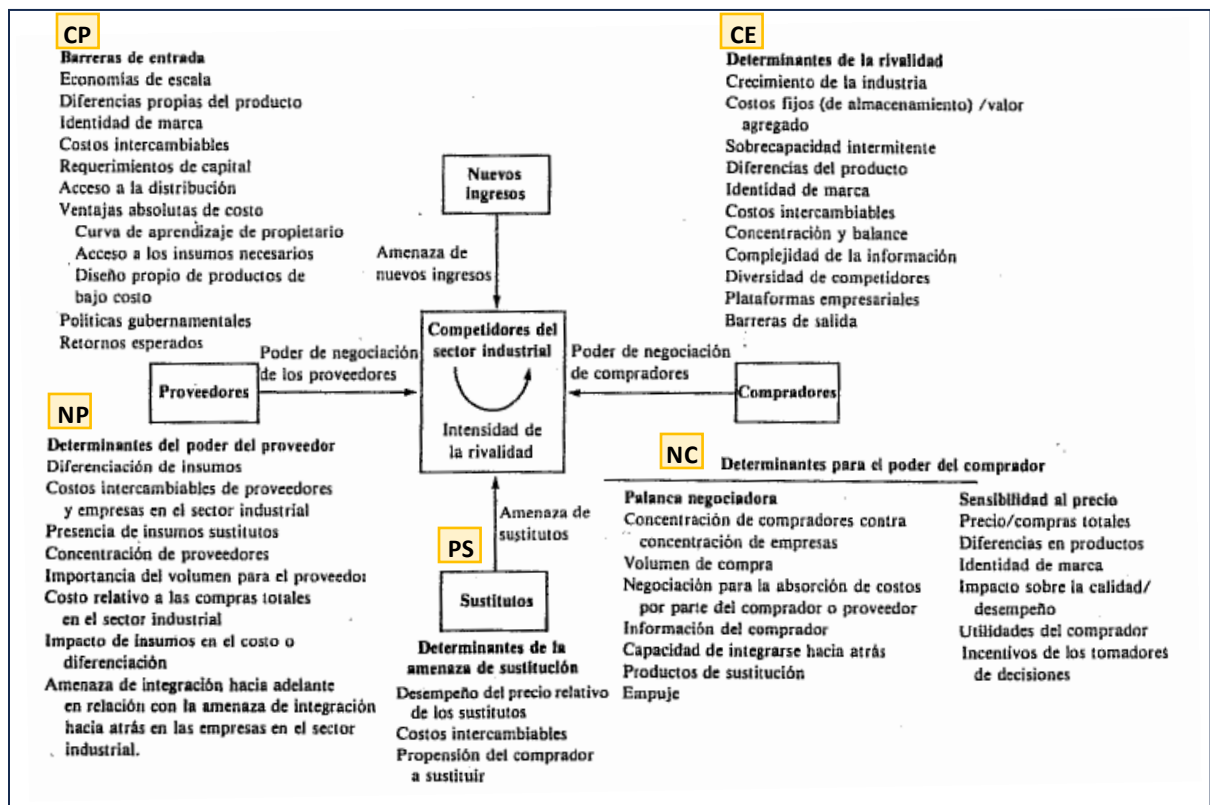 CP
Barreras de entrada
Economías de escala
Diferencias propias del producto
Identidad de marca
Costos intercambiables
Requerimientos de capital
Acceso a la distribución
Ventajas absolutas de costo
Curva de aprendizaje de propietario
Acceso a los insumos necesarios
Diseño propio de productos de
bajo costo
Políticas gubernamentales
Retornos esperados
CE
Determinantes de la rivalidad
Crecimiento de la industria
Costos fijos (de almacenamiento) /valor
agregado
Sobrecapacidad intermitente
Diferencias del producto
Identidad de marca
Costos intercambiables
Concentración y balance
Complejidad de la información
Diversidad de competidores
Plataformas empresariales
Barreras de salida
Nuevos
ingresos
Amenaza de
nuevos ingresos
Competidores del
sector industrial
Intensidad de
la rivalidad
Poder de negociación
de los proveedores
Proveedores
Poder de negociación
de compradores
Compradores
NP
Determinantes del poder del proveedor
Diferenciación de insumos
Costos intercambiables de proveedores
y empresas en el sector industrial
Presencia de insumos sustitutos
Concentración de proveedores
Importancia del volumen para el proveedor
Costo relativo a las compras totales
en el sector industrial
Impacto de insumos en el costo o
diferenciación
Amenaza de integración hacia adelante
en relación con la amenaza de integración
hacia atrás en las empresas en el sector
industrial.
Amenaza de
sustitutos
PS
Sustitutos
Determinantes de la
amenaza de sustitución
Desempeño del precio relativo
de los sustitutos
Costos intercambiables
Propensión del comprador
a sustituir
NC
Determinantes para el poder del comprador
Palanca negociadora
Concentración de compradores contra
concentración de empresas
Volumen de compra
Negociación para la absorción de costos
por parte del comprador o proveedor
Información del comprador
Capacidad de integrarse hacia atrás
Productos de sustitución
Empuje
Sensibilidad al precio
Precio/compras totales
Diferencias en productos
Identidad de marca
Impacto sobre la calidad/
desempeño
Utilidades del comprador
Incentivos de los tomadores
de decisiones